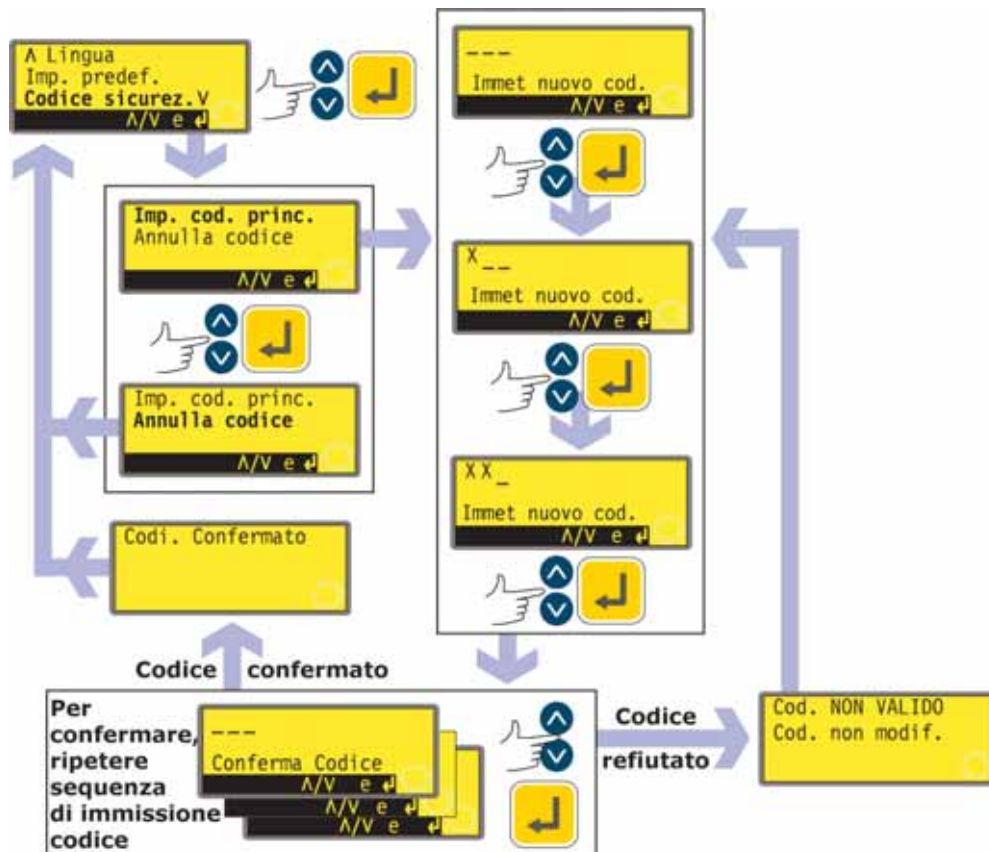 Λ Lingua
Imp. predef.
Codice sicurez.V
Λ/V e ↲
Imp. cod. princ.
Annulla codice
Λ/V e ↲
Imp. cod. princ.
Annulla codice
Λ/V e ↲
Codi. Confermato
---
Immet nuovo cod.
Λ/V e ↲
X__
Immet nuovo cod.
Λ/V e ↲
XX_
Immet nuovo cod.
Λ/V e ↲
Codice confermato
Per
confermare,
ripetere
sequenza
di immissione
codice
---
Conferma Codice
Λ/V e ↲
Λ/V e ↲
Λ/V e ↲
Codice
refiutato
Cod. NON VALIDO
Cod. non modif.